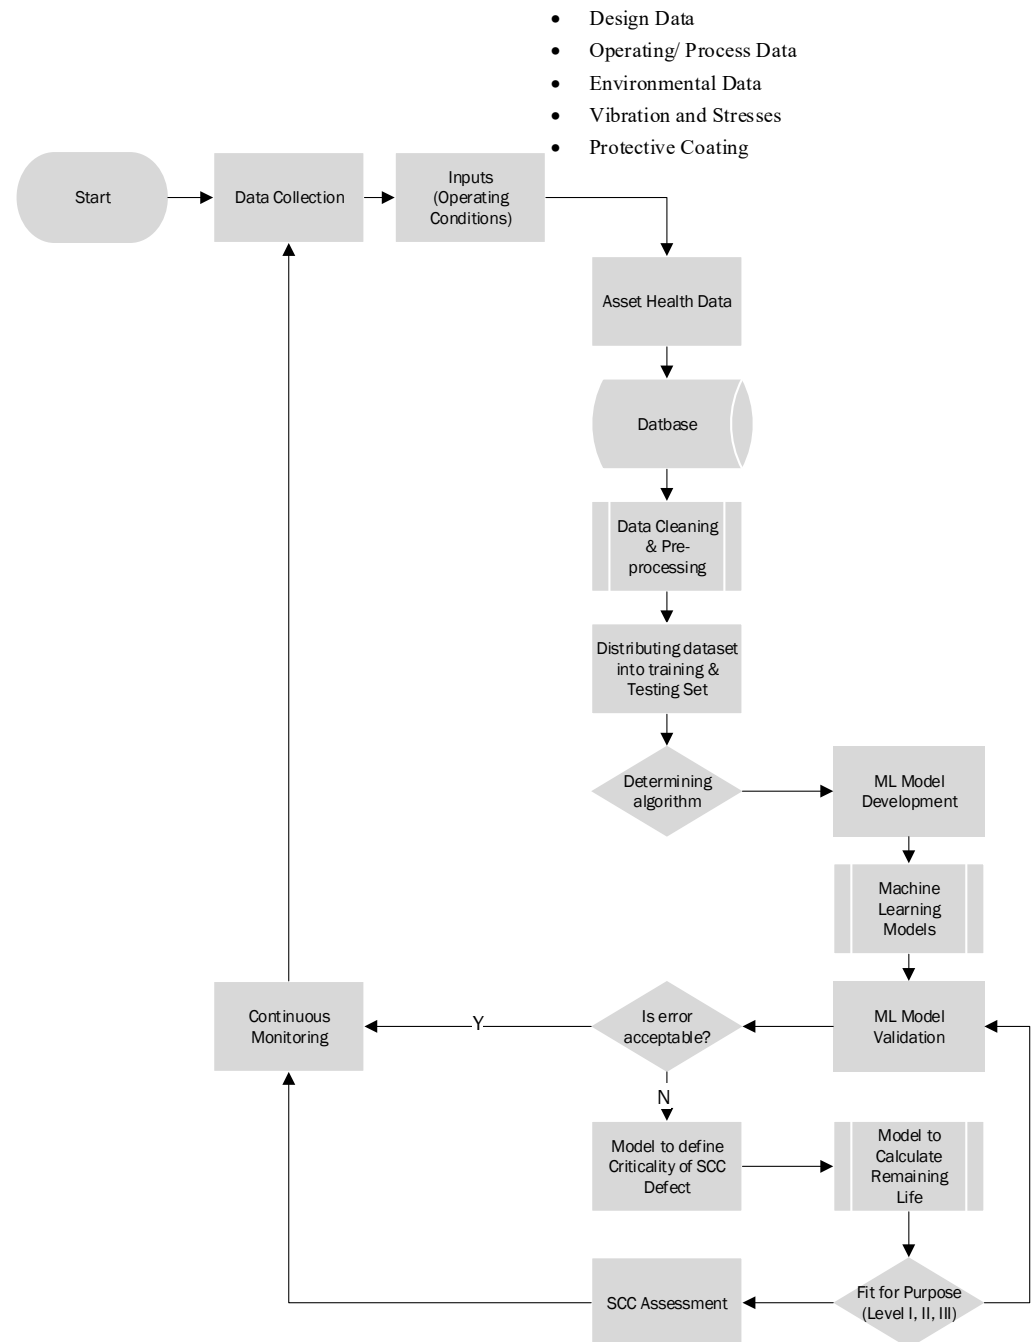 • Design Data
• Operating/ Process Data
• Environmental Data
• Vibration and Stresses
• Protective Coating
Start
Data Collection
Inputs
(Operating
Conditions)
Asset Health Data
Datbase
Data Cleaning
& Pre-
processing
Distributing dataset
into training &
Testing Set
Determining
algorithm
ML Model
Development
Machine
Learning
Models
ML Model
Validation
Is error
acceptable?
Y
Continuous
Monitoring
N
Model to define
Criticality of SCC
Defect
Model to
Calculate
Remaining
Life
Fit for Purpose
(Level I, II, III)
SCC Assessment